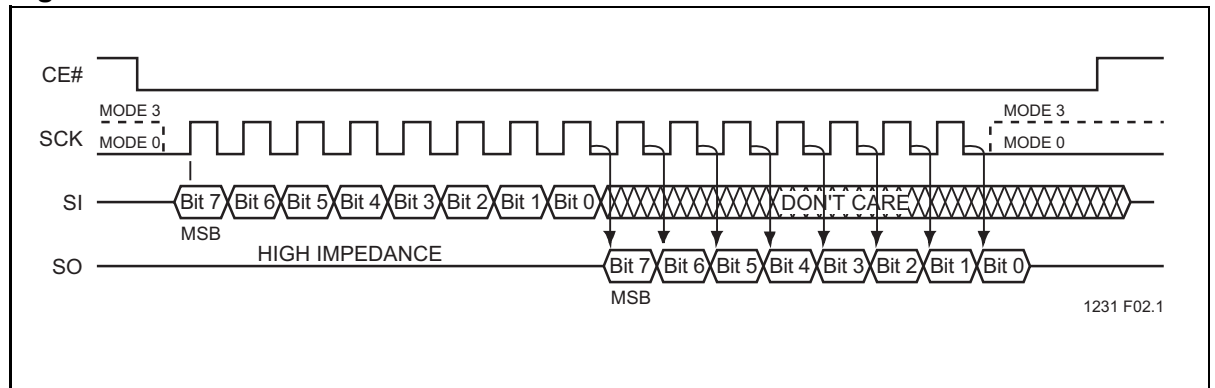 CE#
MODE 3
MODE 3
SCK
MODE 0
MODE 0
SI
Bit 7 Bit 6 Bit 5 Bit 4 Bit 3 Bit 2 Bit 1 Bit 0
DON'T CARE
MSB
HIGH IMPEDANCE
SO
Bit 7 Bit 6 Bit 5 Bit 4 Bit 3 Bit 2 Bit 1 Bit 0
MSB
1231 F02.1